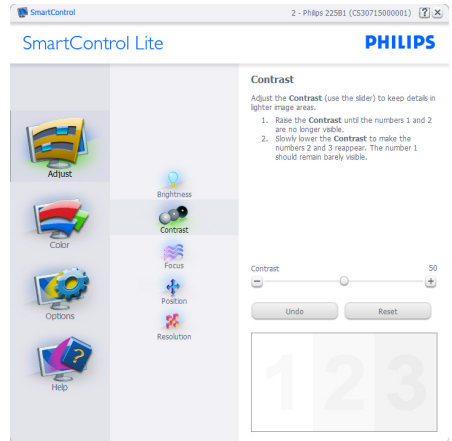 SmartControl
2 - Philips 225B1 (CS30715000001)
? X
SmartControl Lite
PHILIPS
Adjust
Color
Options
Help
Brightness
Contrast
Focus
Position
Resolution
Contrast
Adjust the Contrast (use the slider) to keep details in
lighter image areas.
1. Raise the Contrast until the numbers 1 and 2
are no longer visible.
2. Slowly lower the Contrast to make the
numbers 2 and 3 reappear. The number 1
should remain barely visible.
Contrast 50
Undo Reset
1 2 3